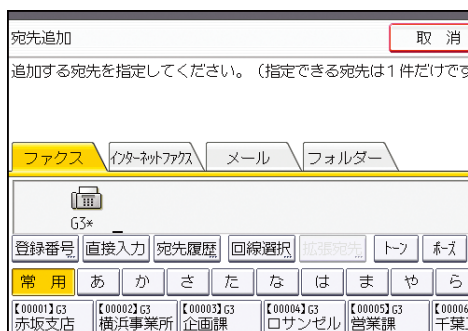 宛先追加 取 消
追加する宛先を指定してください。（指定できる宛先は1件だけです
ファクス インターネットファクス メール フォルダー
G3* _
登録番号 直接入力 宛先履歴 回線選択 拡張宛先 トーン ポーズ
常 用 あ か さ た な は ま や ら
【00001】G3 【00002】G3 【00003】G3 【00004】G3 【00005】G3 【0000
赤坂支店 横浜事業所 企画課 ロサンゼル 営業課 千葉